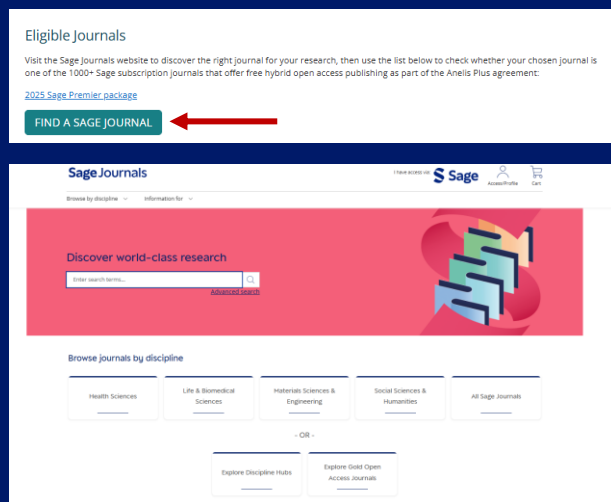 Eligible Journals
Visit the Sage Journals website to discover the right journal for your research, then use the list below to check whether your chosen journal is
one of the 1000+ Sage subscription journals that offer free hybrid open access publishing as part of the Anelis Plus agreement:
2025 Sage Premier package
FIND A SAGE JOURNAL
Sage Journals
I have access via:
Sage
Access/Profile
Cart
Browse by discipline
Information for
Discover world-class research
Enter search terms...
Advanced search
Browse journals by discipline
Health Sciences
Life & Biomedical
Sciences
Materials Sciences &
Engineering
Social Sciences &
Humanities
All Sage Journals
- OR -
Explore Discipline Hubs
Explore Gold Open
Access Journals